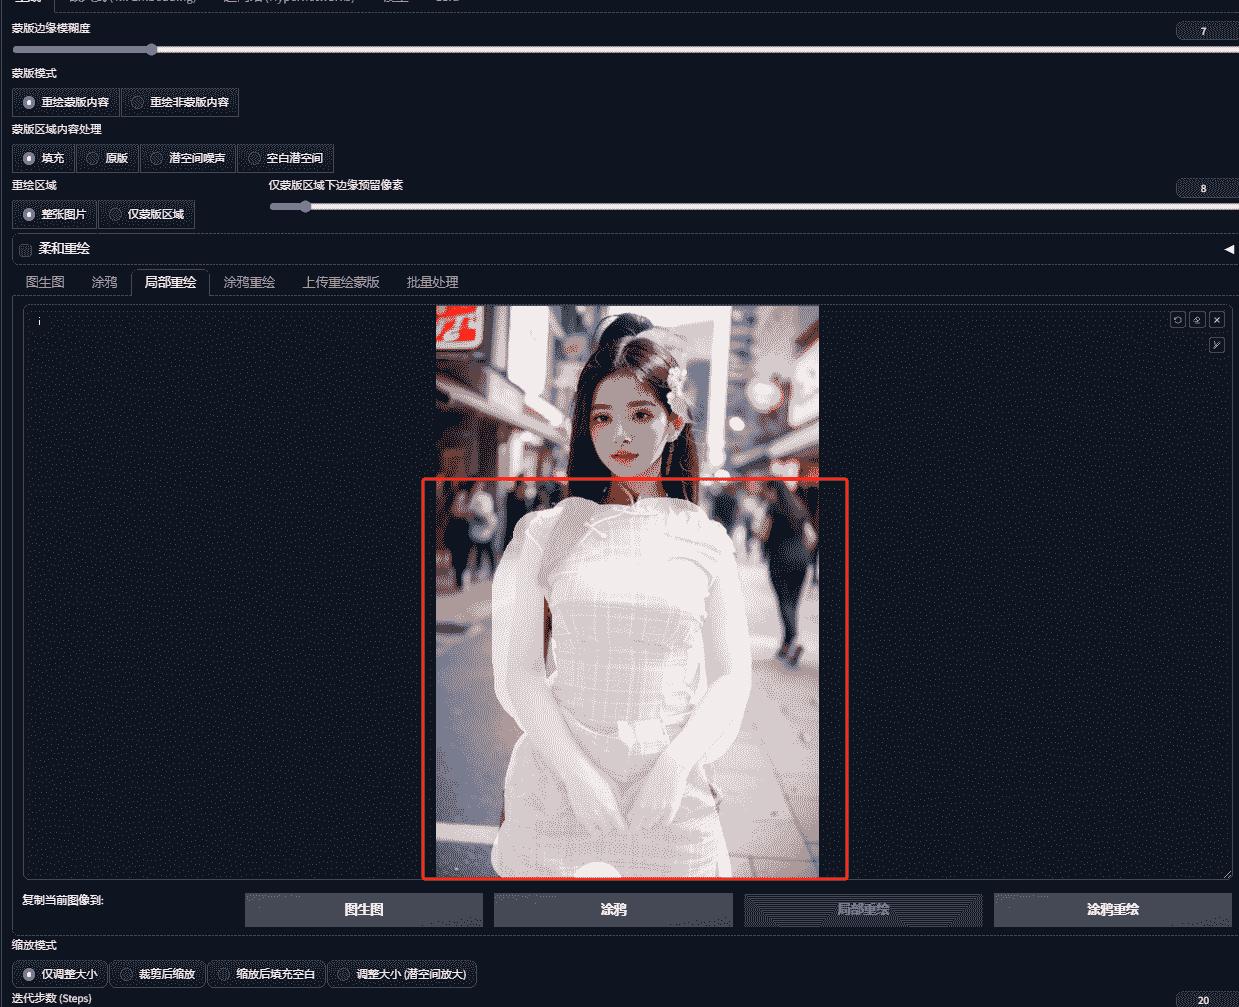 蒙版边缘模糊度
7
蒙版模式
重绘蒙版内容 重绘非蒙版内容
蒙版区域内容处理
填充 原版 潜空间噪声 空白潜空间
重绘区域 仅蒙版区域下边缘预留像素
8
整张图片 仅蒙版区域
柔和重绘
图生图 涂鸦 局部重绘 涂鸦重绘 上传重绘蒙版 批量处理
i
复制当前图像到: 图生图 涂鸦 局部重绘 涂鸦重绘
缩放模式
仅调整大小 裁剪后缩放 缩放后填充空白 调整大小 (潜空间放大)
迭代步数 (Steps)
20